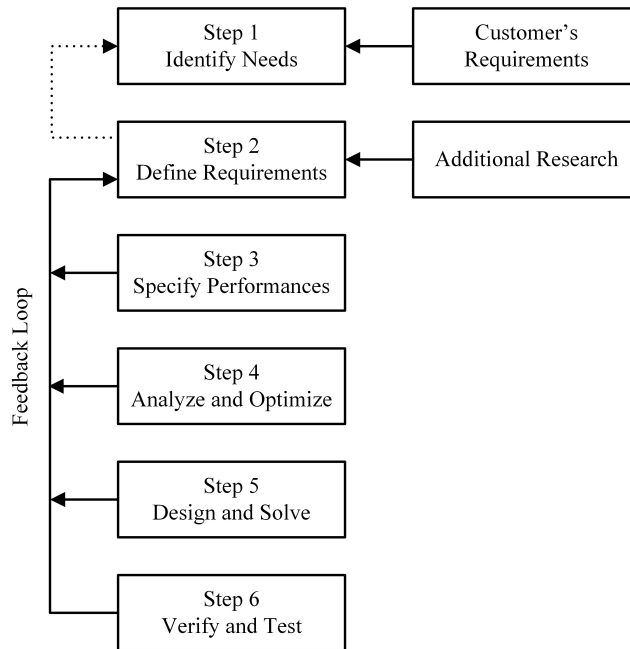 Step 1
Identify Needs
Customer’s
Requirements
Step 2
Define Requirements
Additional Research
Step 3
Specify Performances
Feedback Loop
Step 4
Analyze and Optimize
Step 5
Design and Solve
Step 6
Verify and Test